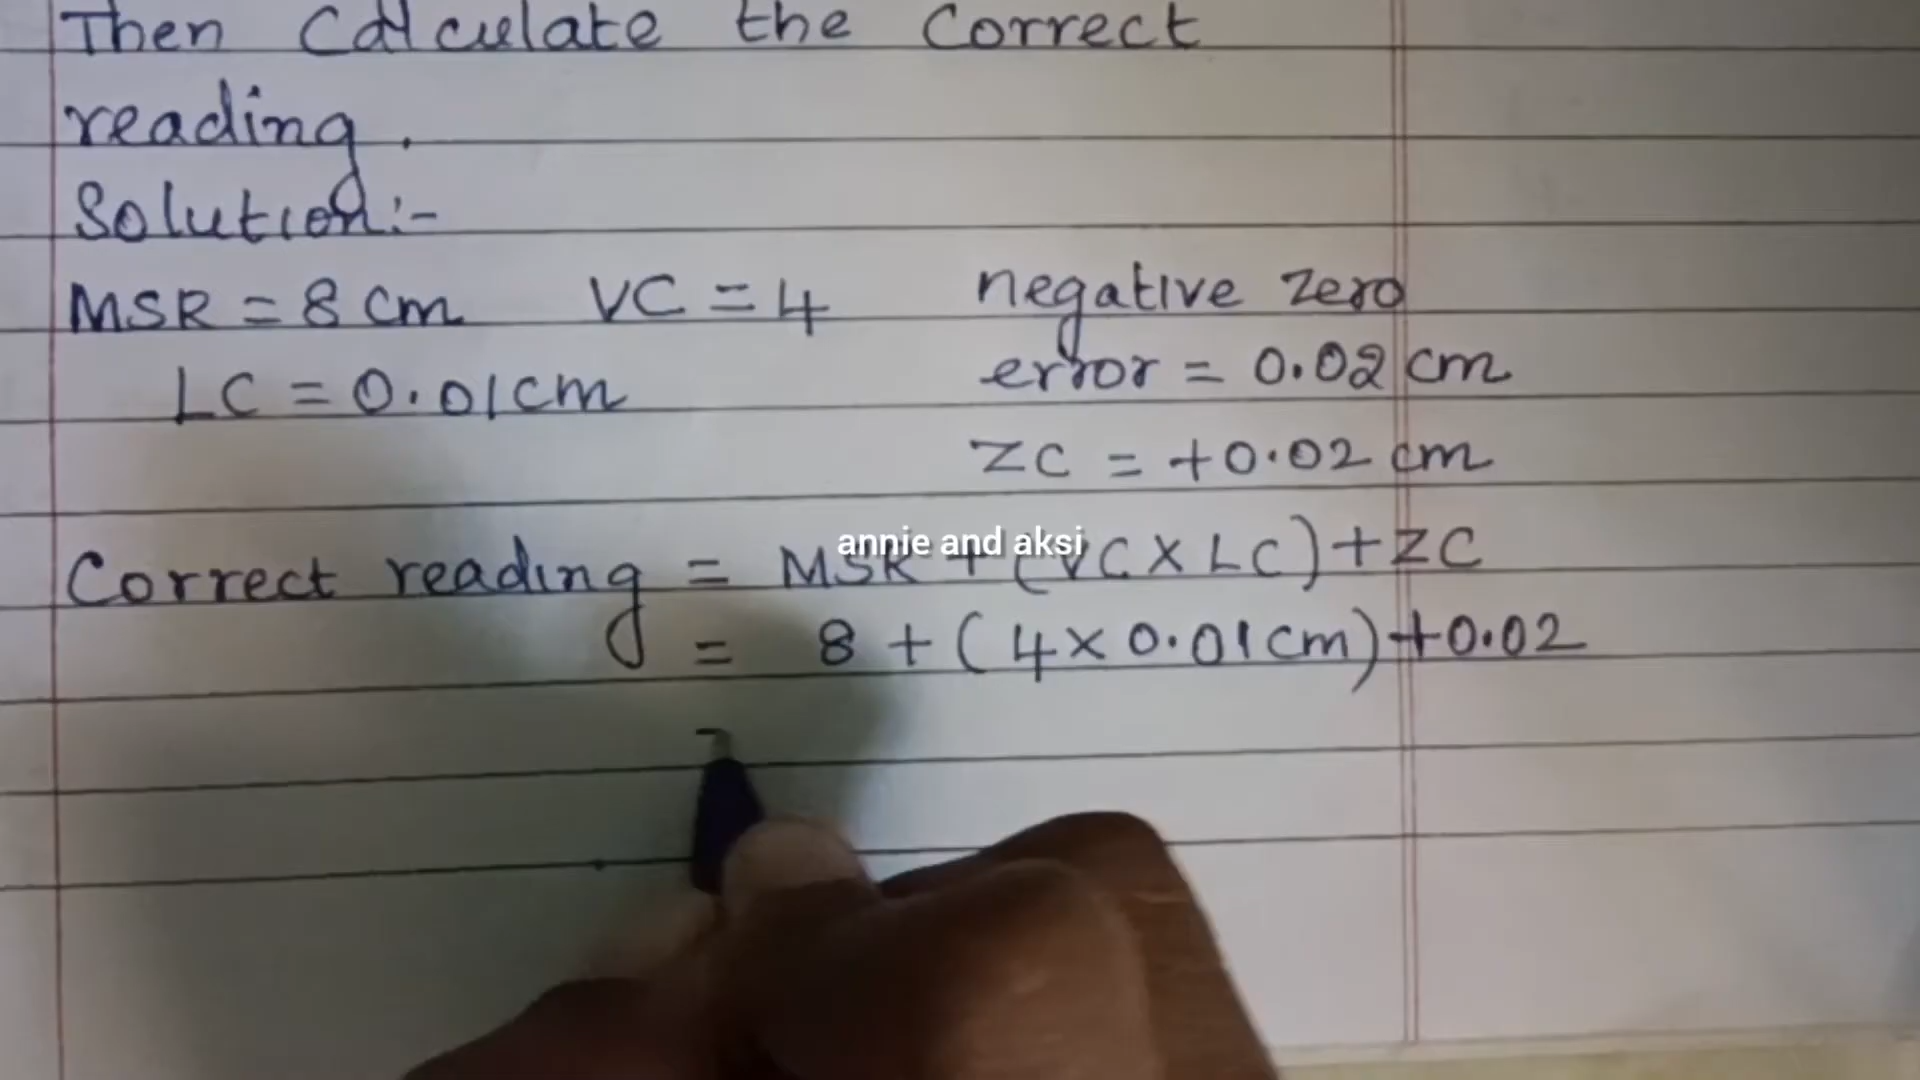 Then Calculate the Correct
reading.
Solution:-
MSR = 8 cm VC = 4 negative zero
LC = 0.01cm error = 0.02 cm
ZC = +0.02 cm
annie and aksi
Correct reading = MSR + (VC X LC) + ZC
= 8 + (4 × 0.01cm) + 0.02